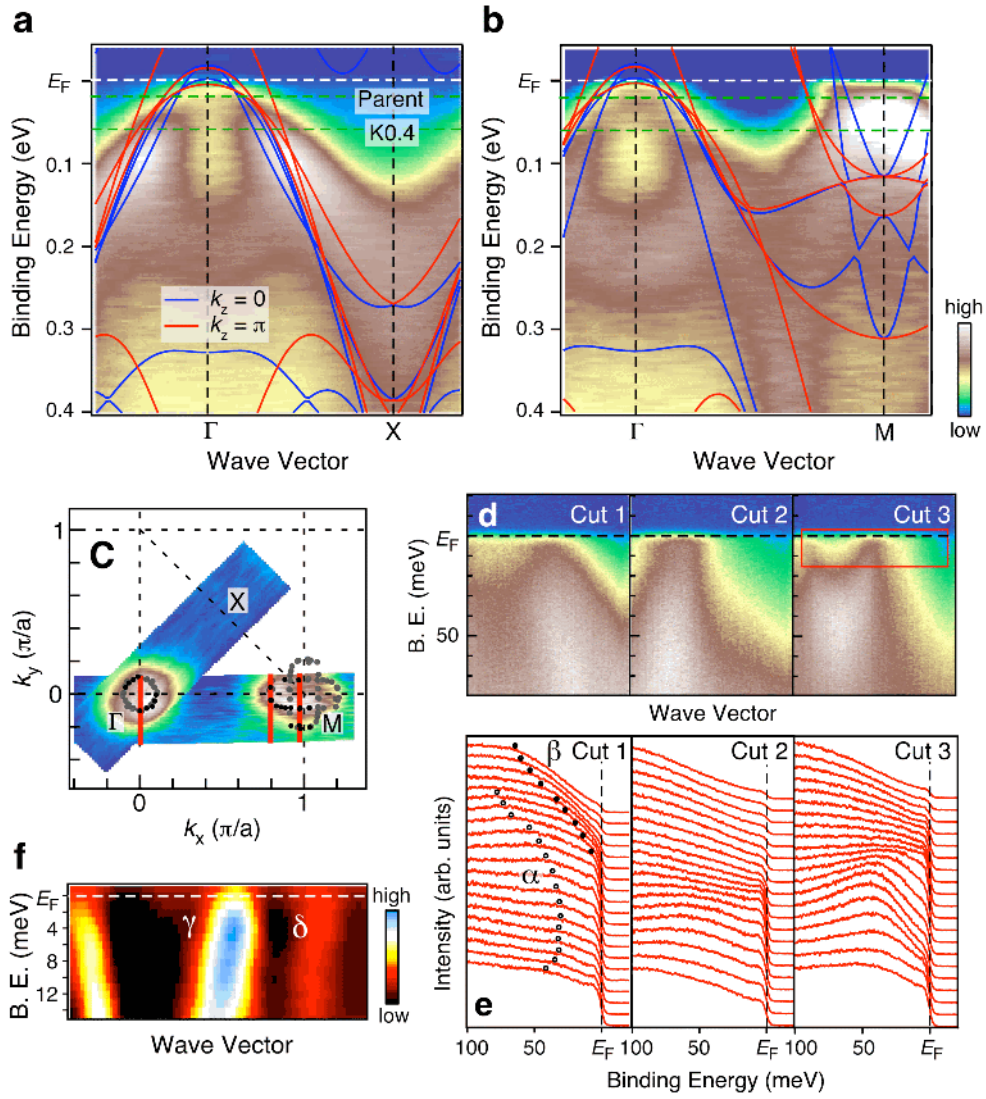 a
E_F
0.1
0.2
0.3
0.4
Binding Energy (eV)
Parent
K0.4
k_z = 0
k_z = π
Γ
X
Wave Vector
b
E_F
0.1
0.2
0.3
0.4
Binding Energy (eV)
Γ
M
Wave Vector
high
low
C
1
0
k_y (π/a)
X
Γ
M
0
1
k_x (π/a)
d
Cut 1
Cut 2
Cut 3
E_F
50
B. E. (meV)
Wave Vector
e
Cut 1
Cut 2
Cut 3
β
α
Intensity (arb. units)
100
50
E_F
100
50
E_F
100
50
E_F
Binding Energy (meV)
f
E_F
4
8
12
B. E. (meV)
γ
δ
high
low
Wave Vector